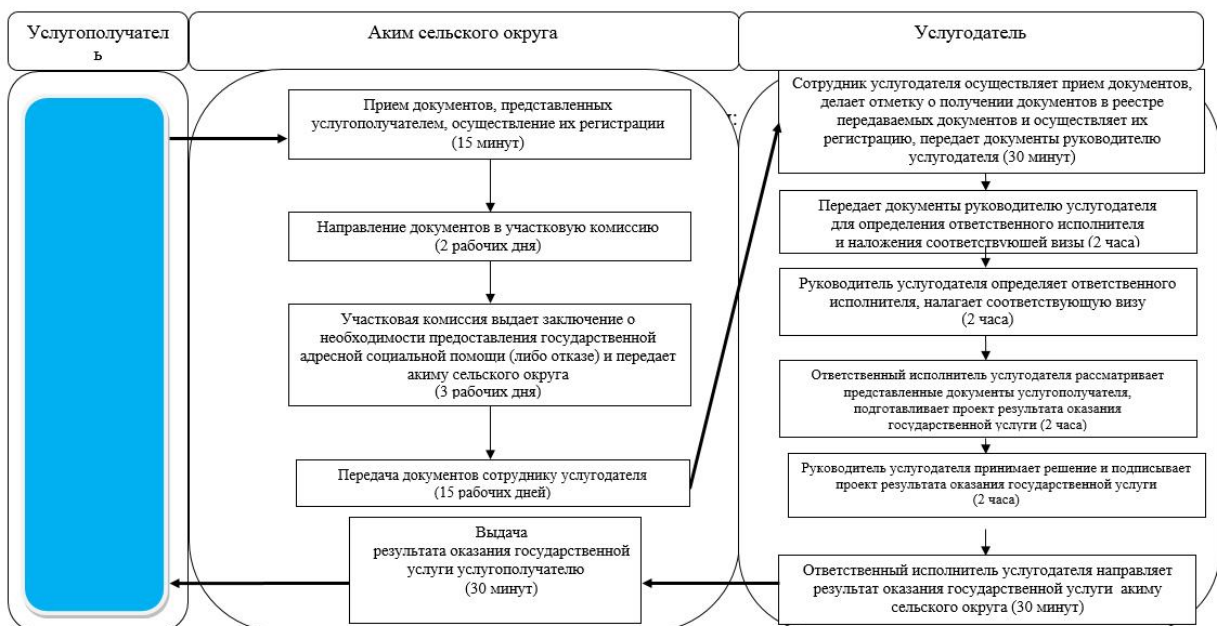 Услугополучател
ь
Аким сельского округа
Услугодатель
Прием документов, представленных
услугополучателем, осуществление их регистрации
(15 минут)
Направление документов в участковую комиссию
(2 рабочих дня)
Участковая комиссия выдает заключение о
необходимости предоставления государственной
адресной социальной помощи (либо отказе) и передает
акиму сельского округа
(3 рабочих дня)
Передача документов сотруднику услугодателя
(15 рабочих дней)
Выдача
результата оказания государственной
услуги услугополучателю
(30 минут)
Сотрудник услугодателя осуществляет прием документов,
делает отметку о получении документов в реестре
передаваемых документов и осуществляет их
регистрацию, передает документы руководителю
услугодателя (30 минут)
Передает документы руководителю услугодателя
для определения ответственного исполнителя
и наложения соответствующей визы (2 часа)
Руководитель услугодателя определяет ответственного
исполнителя, налагает соответствующую визу
(2 часа)
Ответственный исполнитель услугодателя рассматривает
представленные документы услугополучателя,
подготавливает проект результата оказания
государственной услуги (2 часа)
Руководитель услугодателя принимает решение и подписывает
проект результата оказания государственной услуги
(2 часа)
Ответственный исполнитель услугодателя направляет
результат оказания государственной услуги акиму
сельского округа (30 минут)